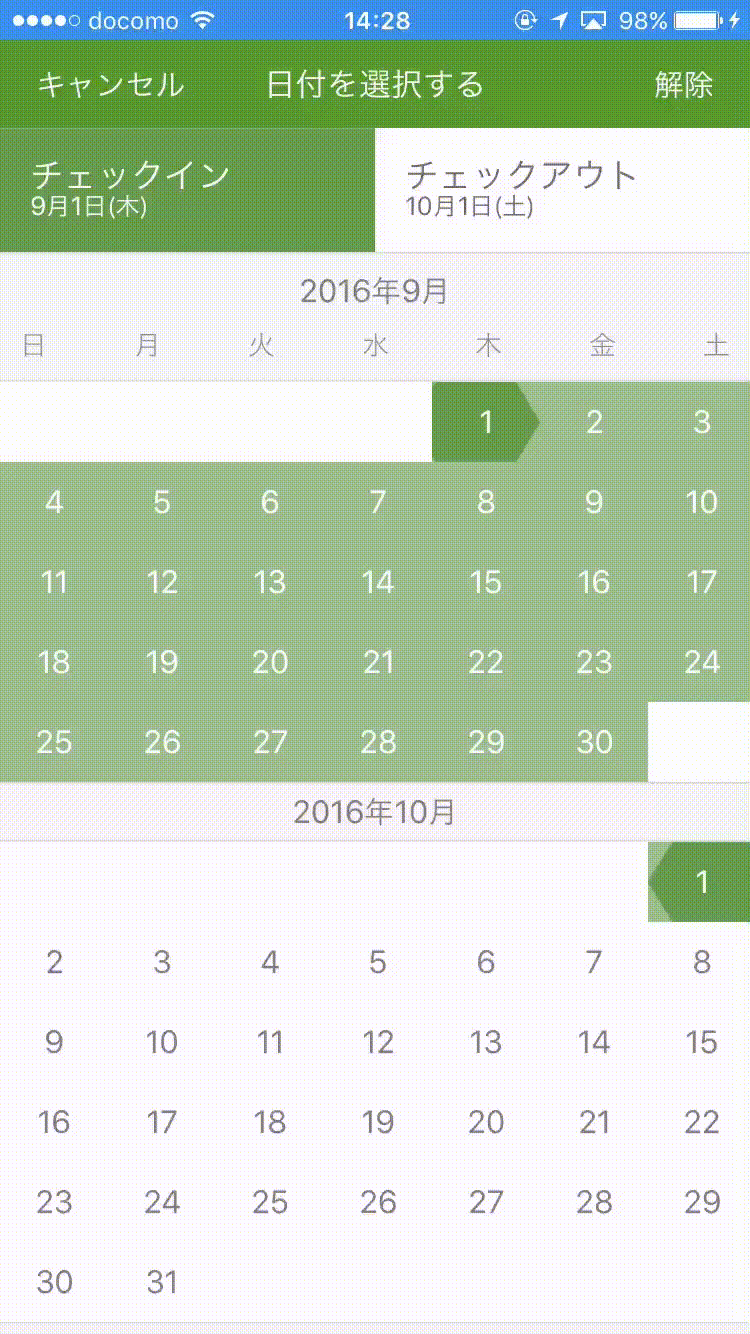 docomo 14:28 98%
キャンセル 日付を選択する 解除
チェックイン チェックアウト
9月1日(木) 10月1日(土)
2016年9月
日 月 火 水 木 金 土
1 2 3
4 5 6 7 8 9 10
11 12 13 14 15 16 17
18 19 20 21 22 23 24
25 26 27 28 29 30
2016年10月
1
2 3 4 5 6 7 8
9 10 11 12 13 14 15
16 17 18 19 20 21 22
23 24 25 26 27 28 29
30 31